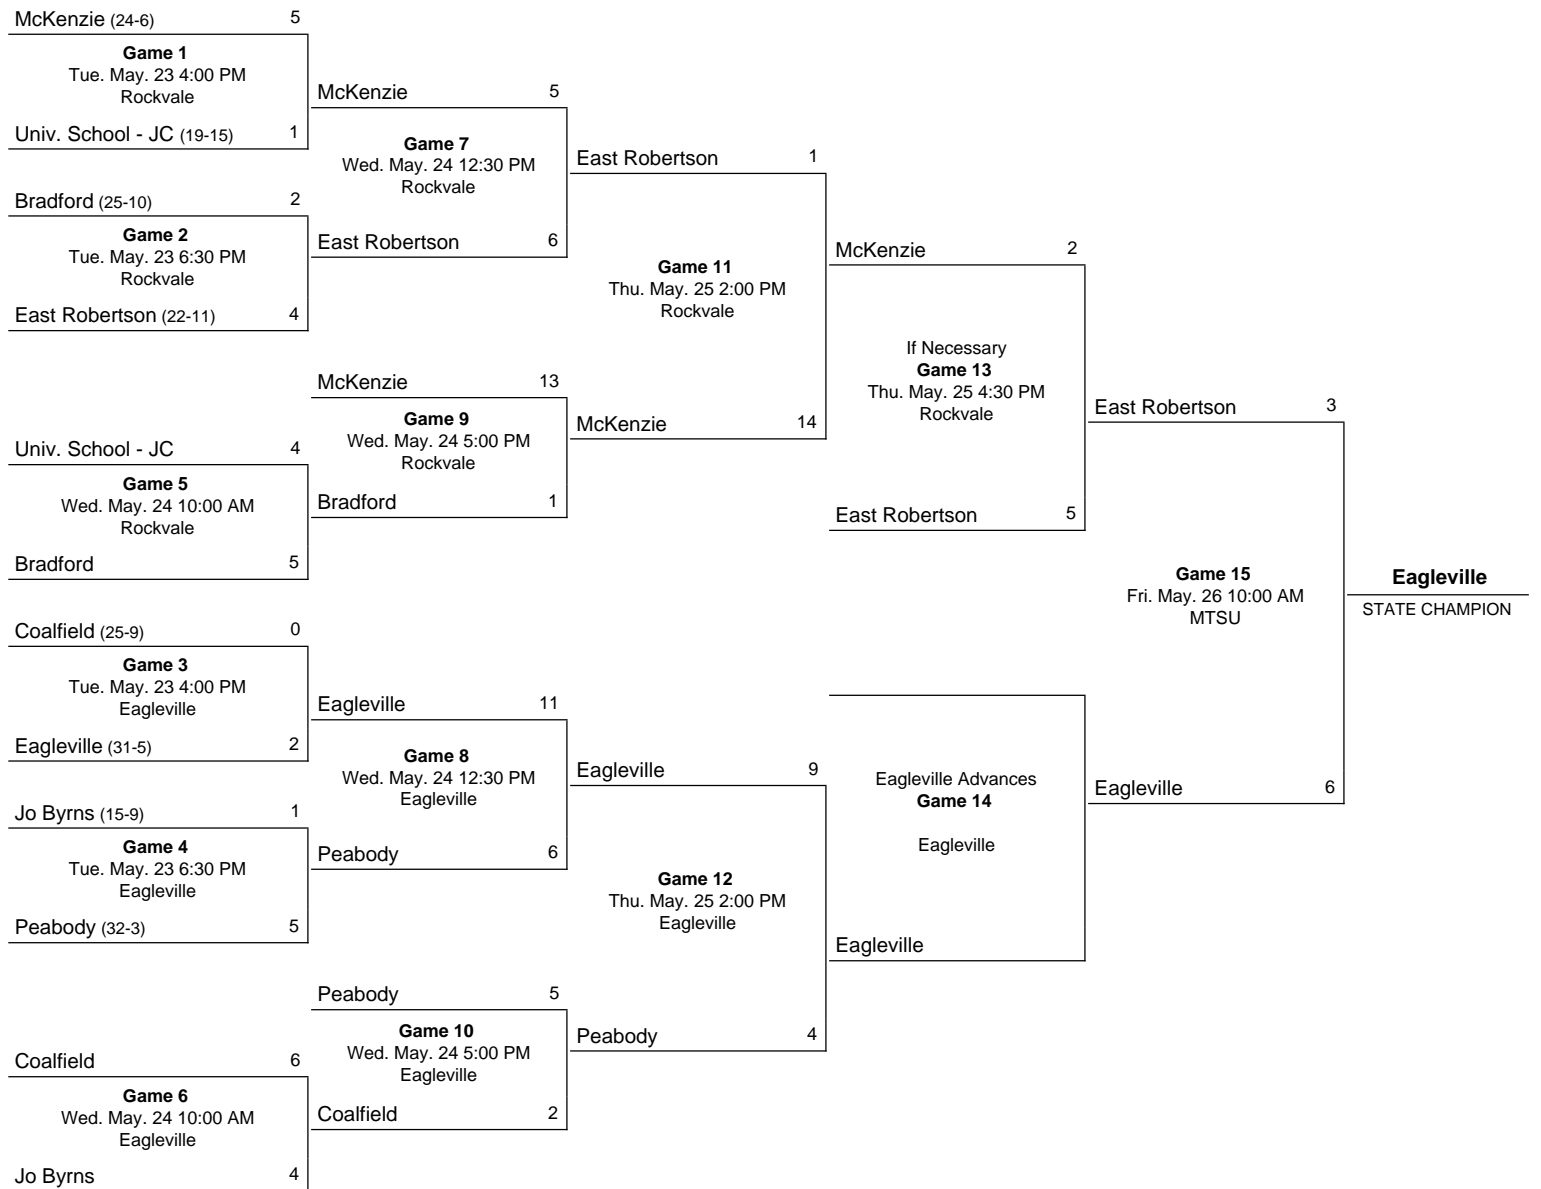 McKenzie (24-6) 5
Game 1
Tue. May. 23 4:00 PM
Rockvale
Univ. School - JC (19-15) 1
Bradford (25-10) 2
Game 2
Tue. May. 23 6:30 PM
Rockvale
East Robertson (22-11) 4
Univ. School - JC 4
Game 5
Wed. May. 24 10:00 AM
Rockvale
Bradford 5
Coalfield (25-9) 0
Game 3
Tue. May. 23 4:00 PM
Eagleville
Eagleville (31-5) 2
Jo Byrns (15-9) 1
Game 4
Tue. May. 23 6:30 PM
Eagleville
Peabody (32-3) 5
Coalfield 6
Game 6
Wed. May. 24 10:00 AM
Eagleville
Jo Byrns 4
McKenzie 5
Game 7
Wed. May. 24 12:30 PM
Rockvale
East Robertson 6
McKenzie 13
Game 9
Wed. May. 24 5:00 PM
Rockvale
Bradford 1
Eagleville 11
Game 8
Wed. May. 24 12:30 PM
Eagleville
Peabody 6
Peabody 5
Game 10
Wed. May. 24 5:00 PM
Eagleville
Coalfield 2
East Robertson 1
Game 11
Thu. May. 25 2:00 PM
Rockvale
McKenzie 14
Eagleville 9
Game 12
Thu. May. 25 2:00 PM
Eagleville
Peabody 4
McKenzie 2
If Necessary
Game 13
Thu. May. 25 4:30 PM
Rockvale
East Robertson 5
Eagleville Advances
Game 14
Eagleville
Eagleville
East Robertson 3
Game 15
Fri. May. 26 10:00 AM
MTSU
Eagleville 6
Eagleville
STATE CHAMPION